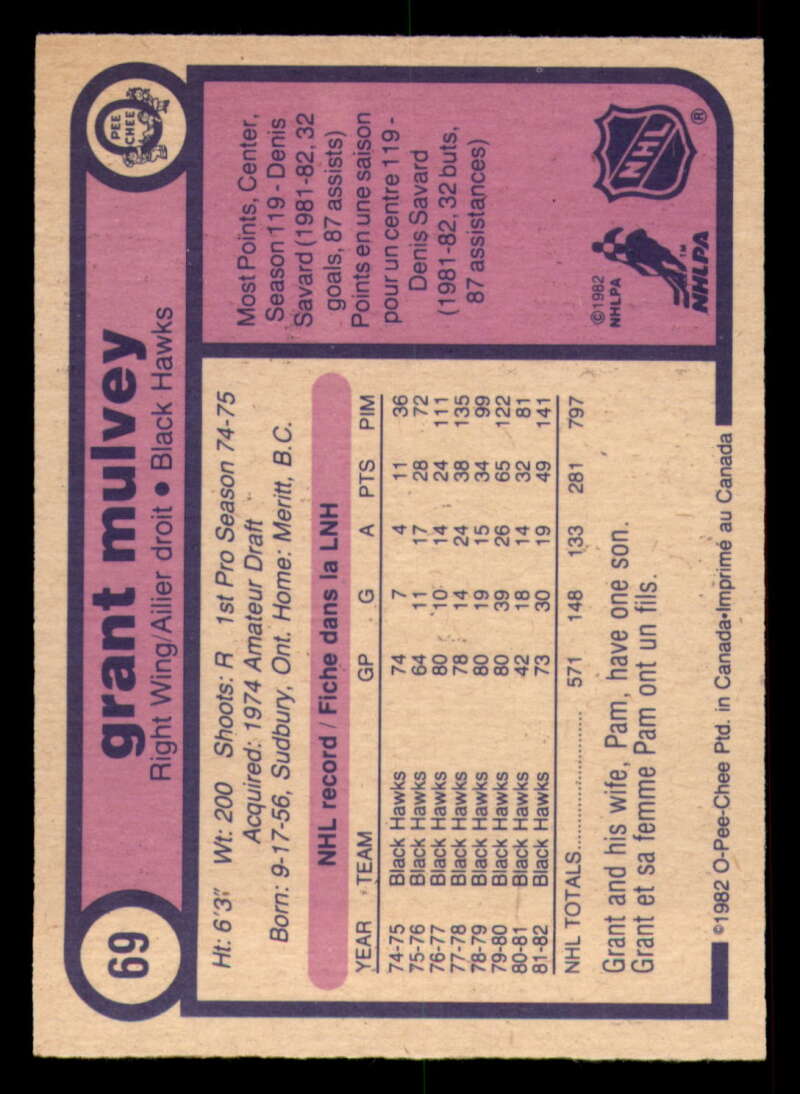 69
grant mulvey
Right Wing/Ailier droit • Black Hawks
O
PEE
CHEE
Ht: 6'3" Wt: 200 Shoots: R 1st Pro Season 74-75
Acquired: 1974 Amateur Draft
Born: 9-17-56, Sudbury, Ont. Home: Meritt, B.C.
NHL record / Fiche dans la LNH
YEAR TEAM GP G A PTS PIM
74-75 Black Hawks 74 7 4 11 36
75-76 Black Hawks 64 11 17 28 72
76-77 Black Hawks 80 10 14 24 111
77-78 Black Hawks 78 14 24 38 135
78-79 Black Hawks 80 19 15 34 99
79-80 Black Hawks 80 39 26 65 122
80-81 Black Hawks 42 18 14 32 81
81-82 Black Hawks 73 30 19 49 141
NHL TOTALS.................... 571 148 133 281 797
Grant and his wife, Pam, have one son.
Grant et sa femme Pam ont un fils.
Most Points, Center,
Season 119 - Denis
Savard (1981-82, 32
goals, 87 assists)
Points en une saison
pour un centre 119 -
Denis Savard
(1981-82, 32 buts,
87 assistances)
©1982
NHLPA
NHLPA™
NHL®
©1982 O-Pee-Chee Ptd. in Canada•Imprimé au Canada